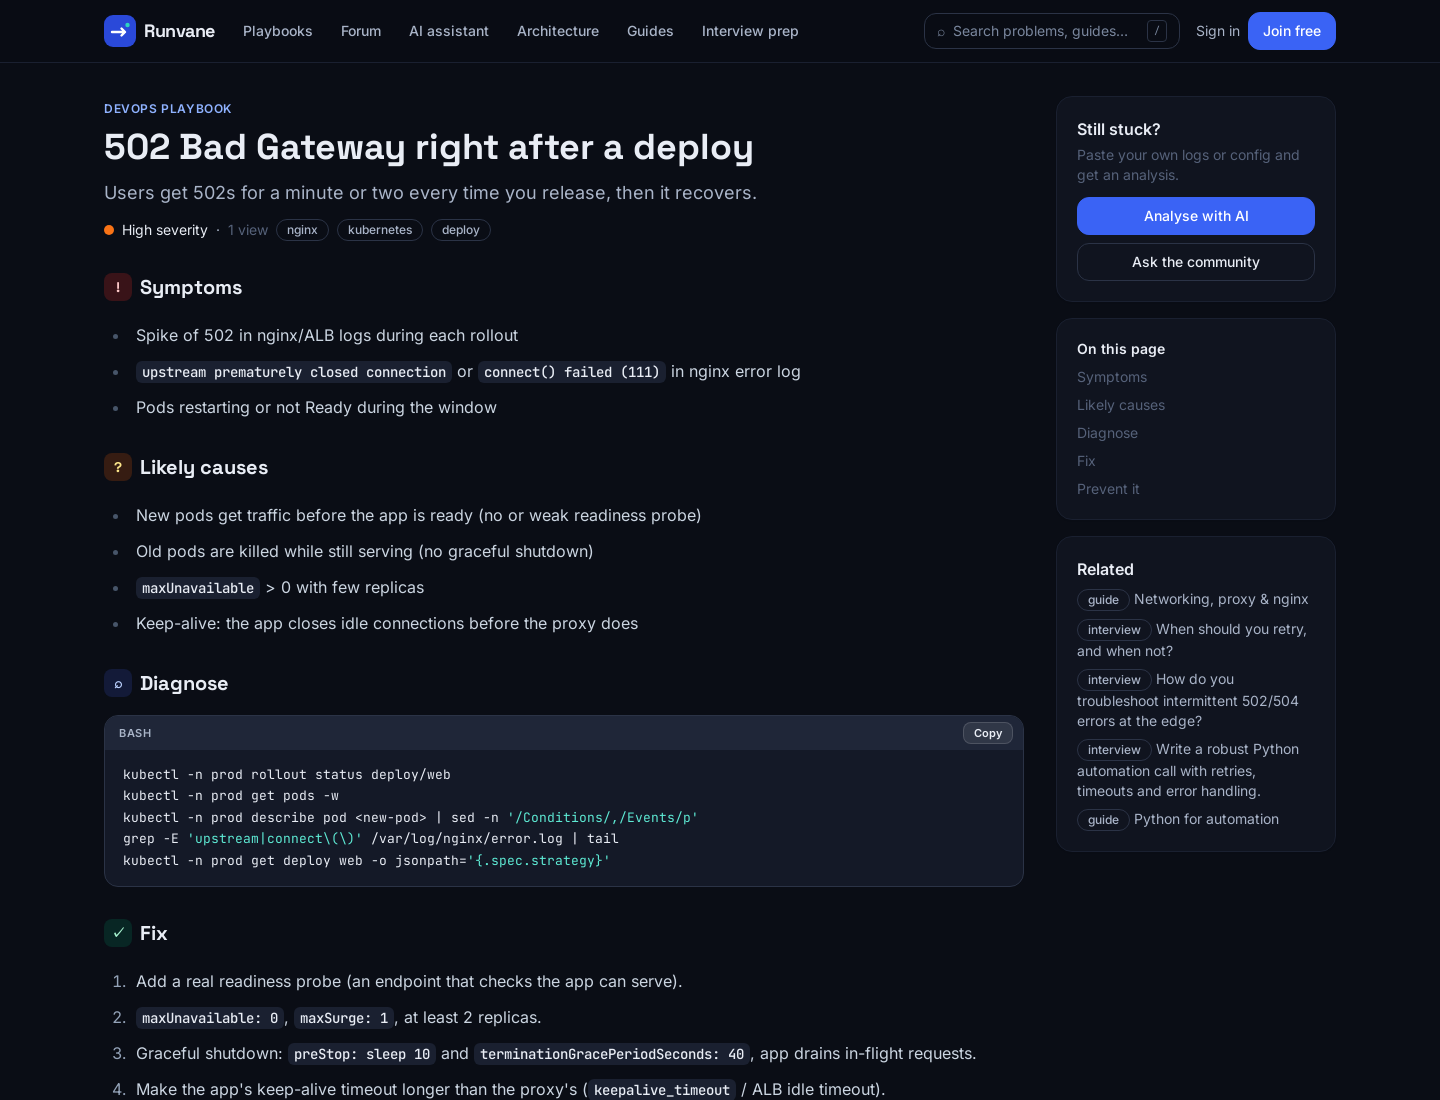 Runvane
Playbooks
Forum
AI assistant
Architecture
Guides
Interview prep
⌕ Search problems, guides... /
Sign in
Join free
DEVOPS PLAYBOOK
502 Bad Gateway right after a deploy
Users get 502s for a minute or two every time you release, then it recovers.
High severity · 1 view nginx kubernetes deploy
! Symptoms
• Spike of 502 in nginx/ALB logs during each rollout
• upstream prematurely closed connection or connect() failed (111) in nginx error log
• Pods restarting or not Ready during the window
? Likely causes
• New pods get traffic before the app is ready (no or weak readiness probe)
• Old pods are killed while still serving (no graceful shutdown)
• maxUnavailable > 0 with few replicas
• Keep-alive: the app closes idle connections before the proxy does
⌕ Diagnose
BASH
Copy
kubectl -n prod rollout status deploy/web
kubectl -n prod get pods -w
kubectl -n prod describe pod <new-pod> | sed -n '/Conditions/,/Events/p'
grep -E 'upstream|connect\(\)' /var/log/nginx/error.log | tail
kubectl -n prod get deploy web -o jsonpath='{.spec.strategy}'
✓ Fix
1. Add a real readiness probe (an endpoint that checks the app can serve).
2. maxUnavailable: 0, maxSurge: 1, at least 2 replicas.
3. Graceful shutdown: preStop: sleep 10 and terminationGracePeriodSeconds: 40, app drains in-flight requests.
4. Make the app's keep-alive timeout longer than the proxy's (keepalive_timeout / ALB idle timeout).
Still stuck?
Paste your own logs or config and
get an analysis.
Analyse with AI
Ask the community
On this page
Symptoms
Likely causes
Diagnose
Fix
Prevent it
Related
guide Networking, proxy & nginx
interview When should you retry,
and when not?
interview How do you
troubleshoot intermittent 502/504
errors at the edge?
interview Write a robust Python
automation call with retries,
timeouts and error handling.
guide Python for automation